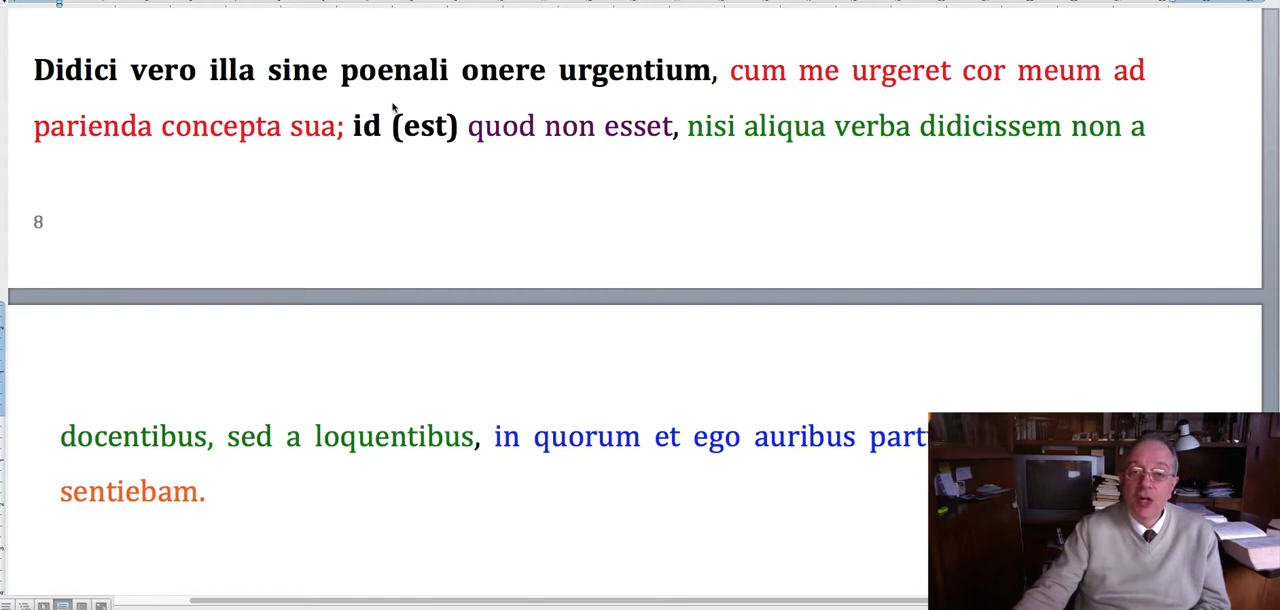 Didici vero illa sine poenali onere urgentium, cum me urgeret cor meum ad
parienda concepta sua; id (est) quod non esset, nisi aliqua verba didicissem non a
8
docentibus, sed a loquentibus, in quorum et ego auribus
sentiebam.